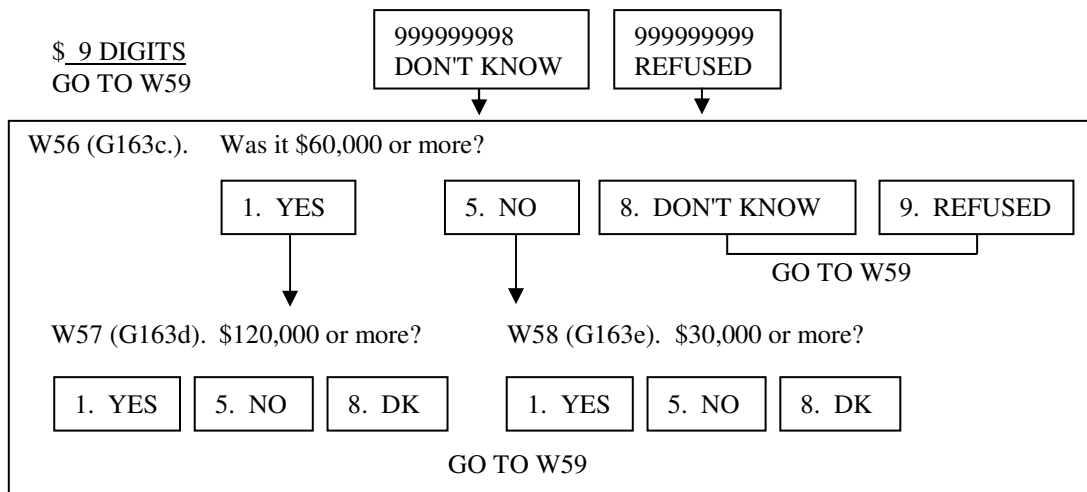 $ 9 DIGITS
GO TO W59
999999998
DON'T KNOW
999999999
REFUSED
W56 (G163c.). Was it $60,000 or more?
1. YES
5. NO
8. DON'T KNOW
9. REFUSED
GO TO W59
W57 (G163d). $120,000 or more?
W58 (G163e). $30,000 or more?
1. YES
5. NO
8. DK
1. YES
5. NO
8. DK
GO TO W59